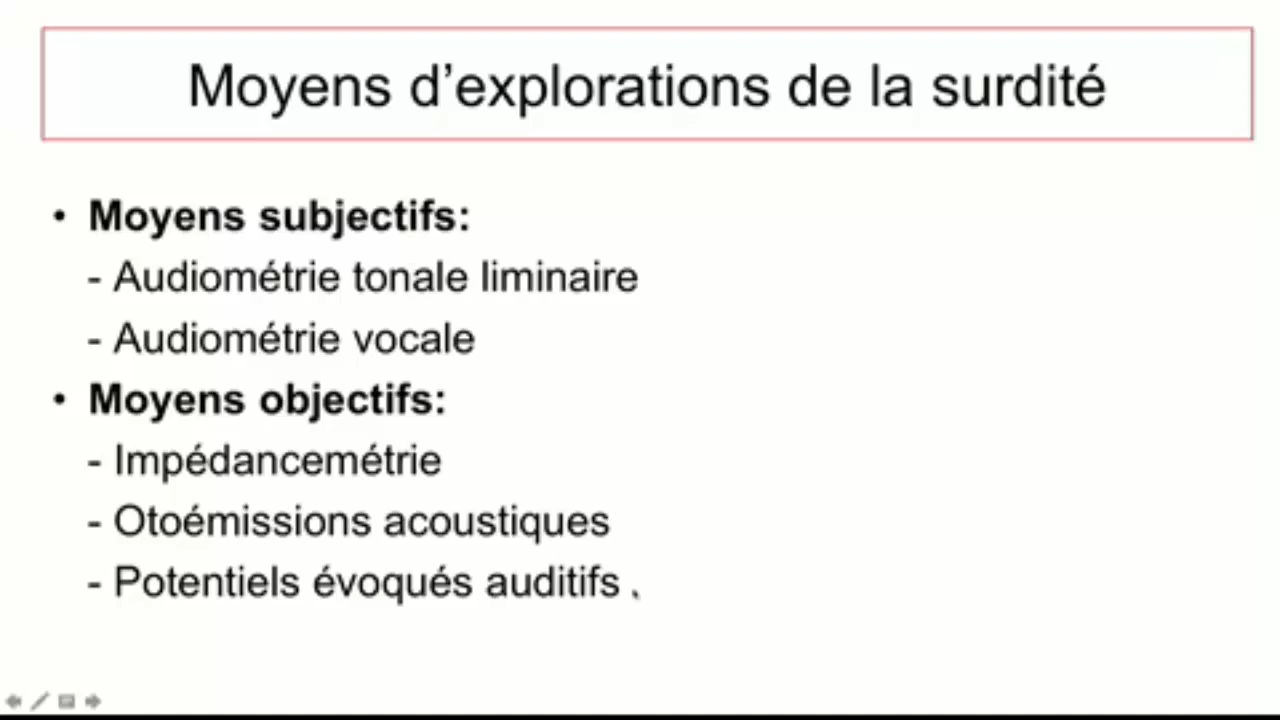 Moyens d’explorations de la surdité
• Moyens subjectifs:
- Audiométrie tonale liminaire
- Audiométrie vocale
• Moyens objectifs:
- Impédancemétrie
- Otoémissions acoustiques
- Potentiels évoqués auditifs .